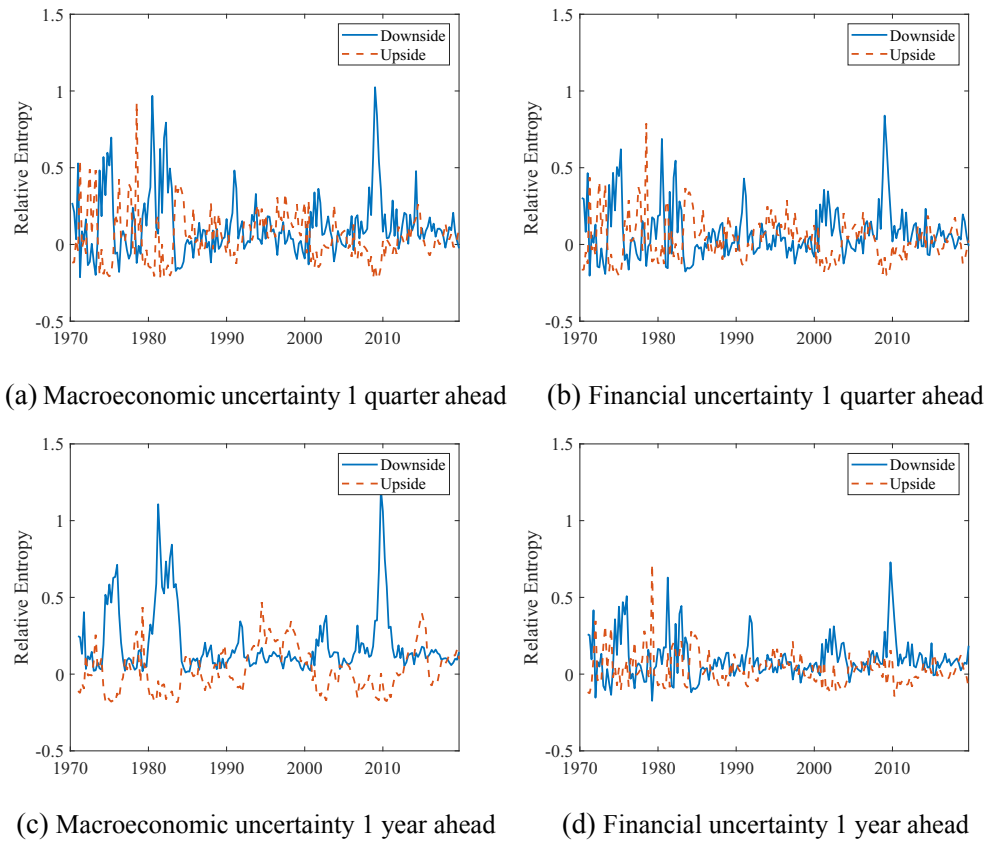 1.5
1
0.5
0
-0.5
Relative Entropy
Downside
Upside
1970 1980 1990 2000 2010
(a) Macroeconomic uncertainty 1 quarter ahead
1.5
1
0.5
0
-0.5
Relative Entropy
Downside
Upside
1970 1980 1990 2000 2010
(b) Financial uncertainty 1 quarter ahead
1.5
1
0.5
0
-0.5
Relative Entropy
Downside
Upside
1970 1980 1990 2000 2010
(c) Macroeconomic uncertainty 1 year ahead
1.5
1
0.5
0
-0.5
Relative Entropy
Downside
Upside
1970 1980 1990 2000 2010
(d) Financial uncertainty 1 year ahead